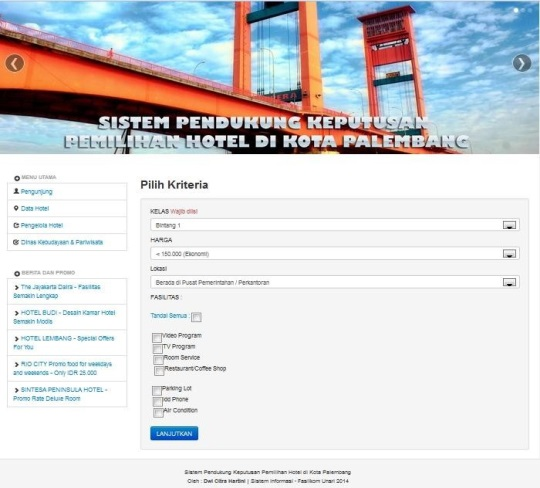 SISTEM PENDUKUNG KEPUTUSAN
PEMILIHAN HOTEL DI KOTA PALEMBANG
MENU UTAMA
Pengunjung
Data Hotel
Pengelola Hotel
Dinas Kebudayaan & Pariwikata
BERITA DAN PROMO
The Jayakarta Daira - Fasilitas
Semakin Lengkap
HOTEL BUDI - Desain Kamar Hotel
Semakin Modis
HOTEL LEMBANG - Special Offers
For You
RIO CITY Promo food for weekdays
and weekends - Only IDR 25.000
SINTESA PENINSULA HOTEL -
Promo Rate Deluxe Room
Pilih Kriteria
KELAS Wajib diisi
Bintang 1
HARGA
< 150.000 (Ekonomi)
Lokasi
Berada di Pusat Pemerintahan / Perkantoran
FASILITAS :
Tandai Semua :
Video Program
TV Program
Room Service
Restaurant/Coffee Shop
Parking Lot
Idd Phone
Air Condition
LANJUTKAN
Sistem Pendukung Keputusan Pemilihan Hotel di Kota Palembang
Oleh : Dwi Citra Hartini | Sistem Informasi - Fasilkom Unsri 2014